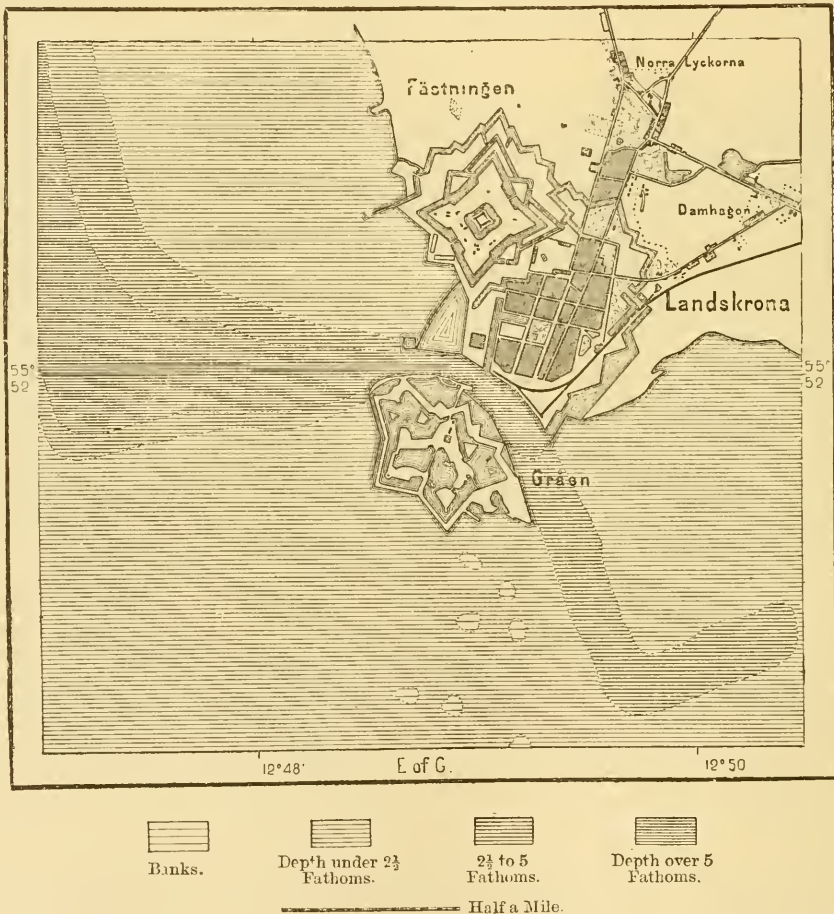 Norra Lyckorna
Fästningen
Damhagen
Landskrona
55°
52
55°
52
Gråen
12°48'
E of G.
12°50
Banks.
Depth under 2½
Fathoms.
2½ to 5
Fathoms.
Depth over 5
Fathoms.
Half a Mile.